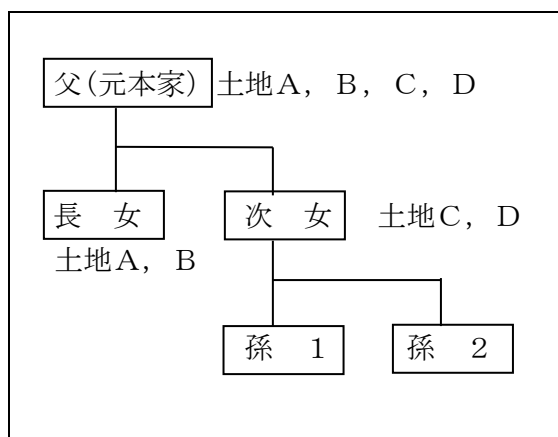 父(元本家) 土地A, B, C, D
長 女 次 女 土地C, D
土地A, B
孫 1 孫 2